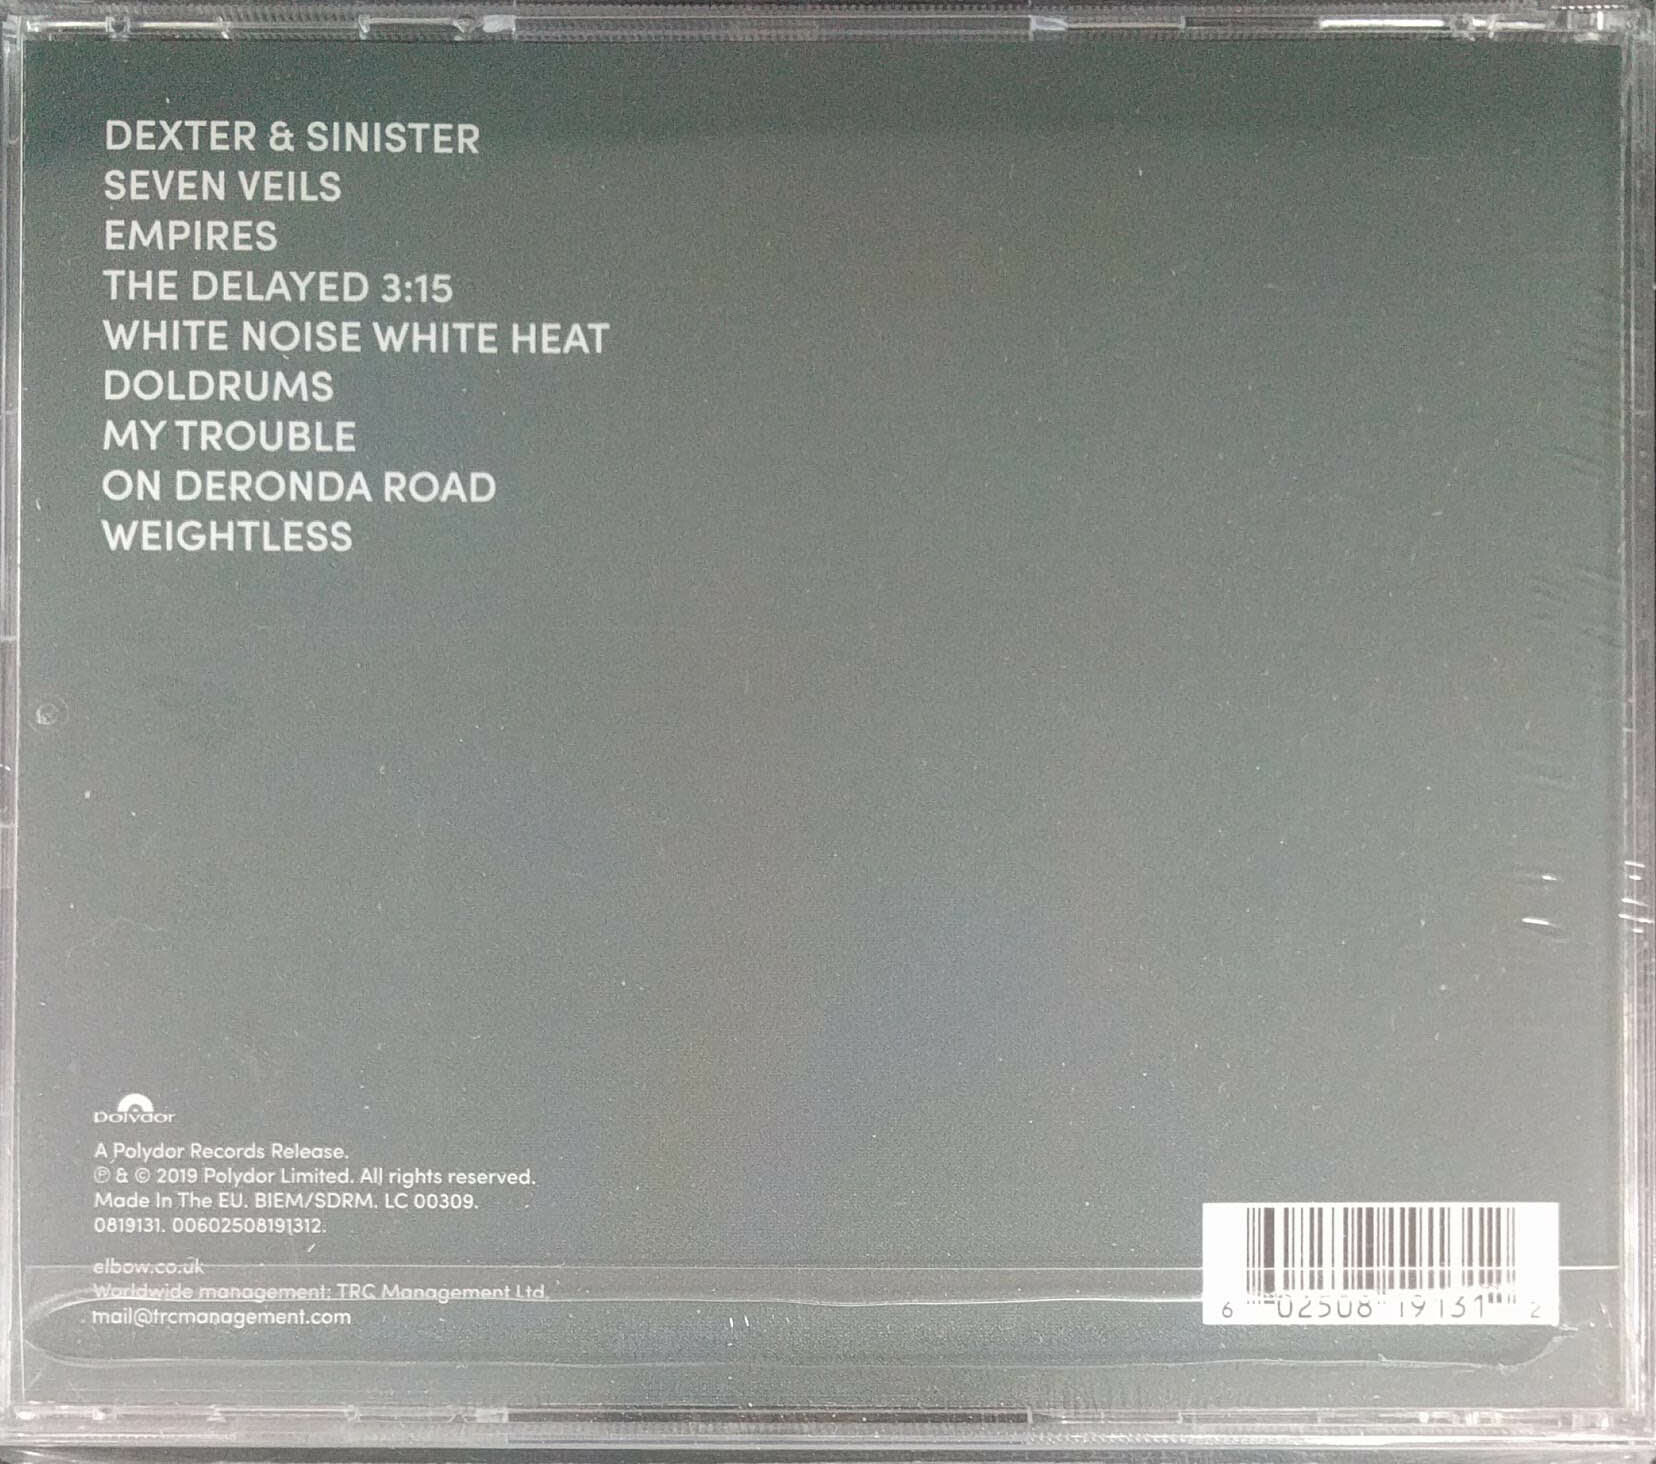 DEXTER & SINISTER
SEVEN VEILS
EMPIRES
THE DELAYED 3:15
WHITE NOISE WHITE HEAT
DOLDRUMS
MY TROUBLE
ON DERONDA ROAD
WEIGHTLESS
Polydor
A Polydor Records Release.
℗ & © 2019 Polydor Limited. All rights reserved.
Made In The EU. BIEM/SDRM. LC 00309.
0819131. 00602508191312.
elbow.co.uk
Worldwide management: TRC Management Ltd.
mail@trcmanagement.com
6 02508 19131 2